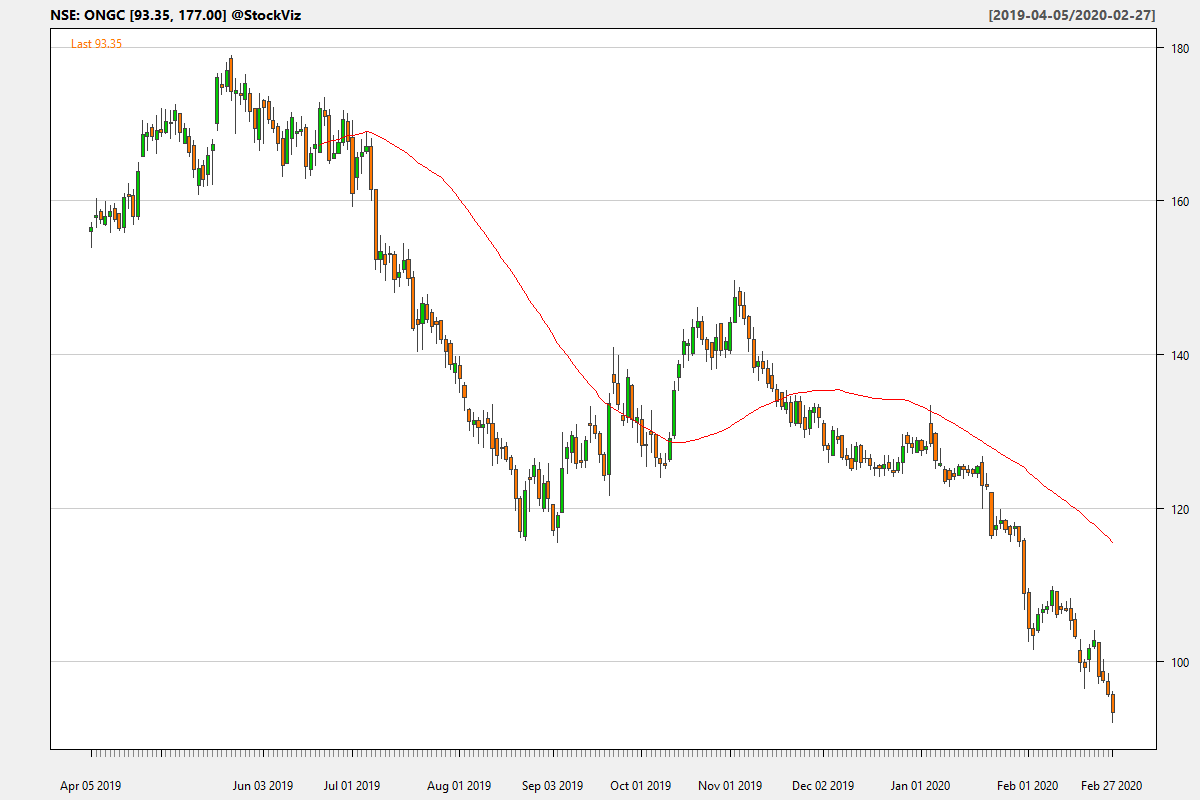 NSE: ONGC [93.35, 177.00] @StockViz
[2019-04-05/2020-02-27]
Last 93.35
180
160
140
120
100
Apr 05 2019 Jun 03 2019 Jul 01 2019 Aug 01 2019 Sep 03 2019 Oct 01 2019 Nov 01 2019 Dec 02 2019 Jan 01 2020 Feb 01 2020 Feb 27 2020